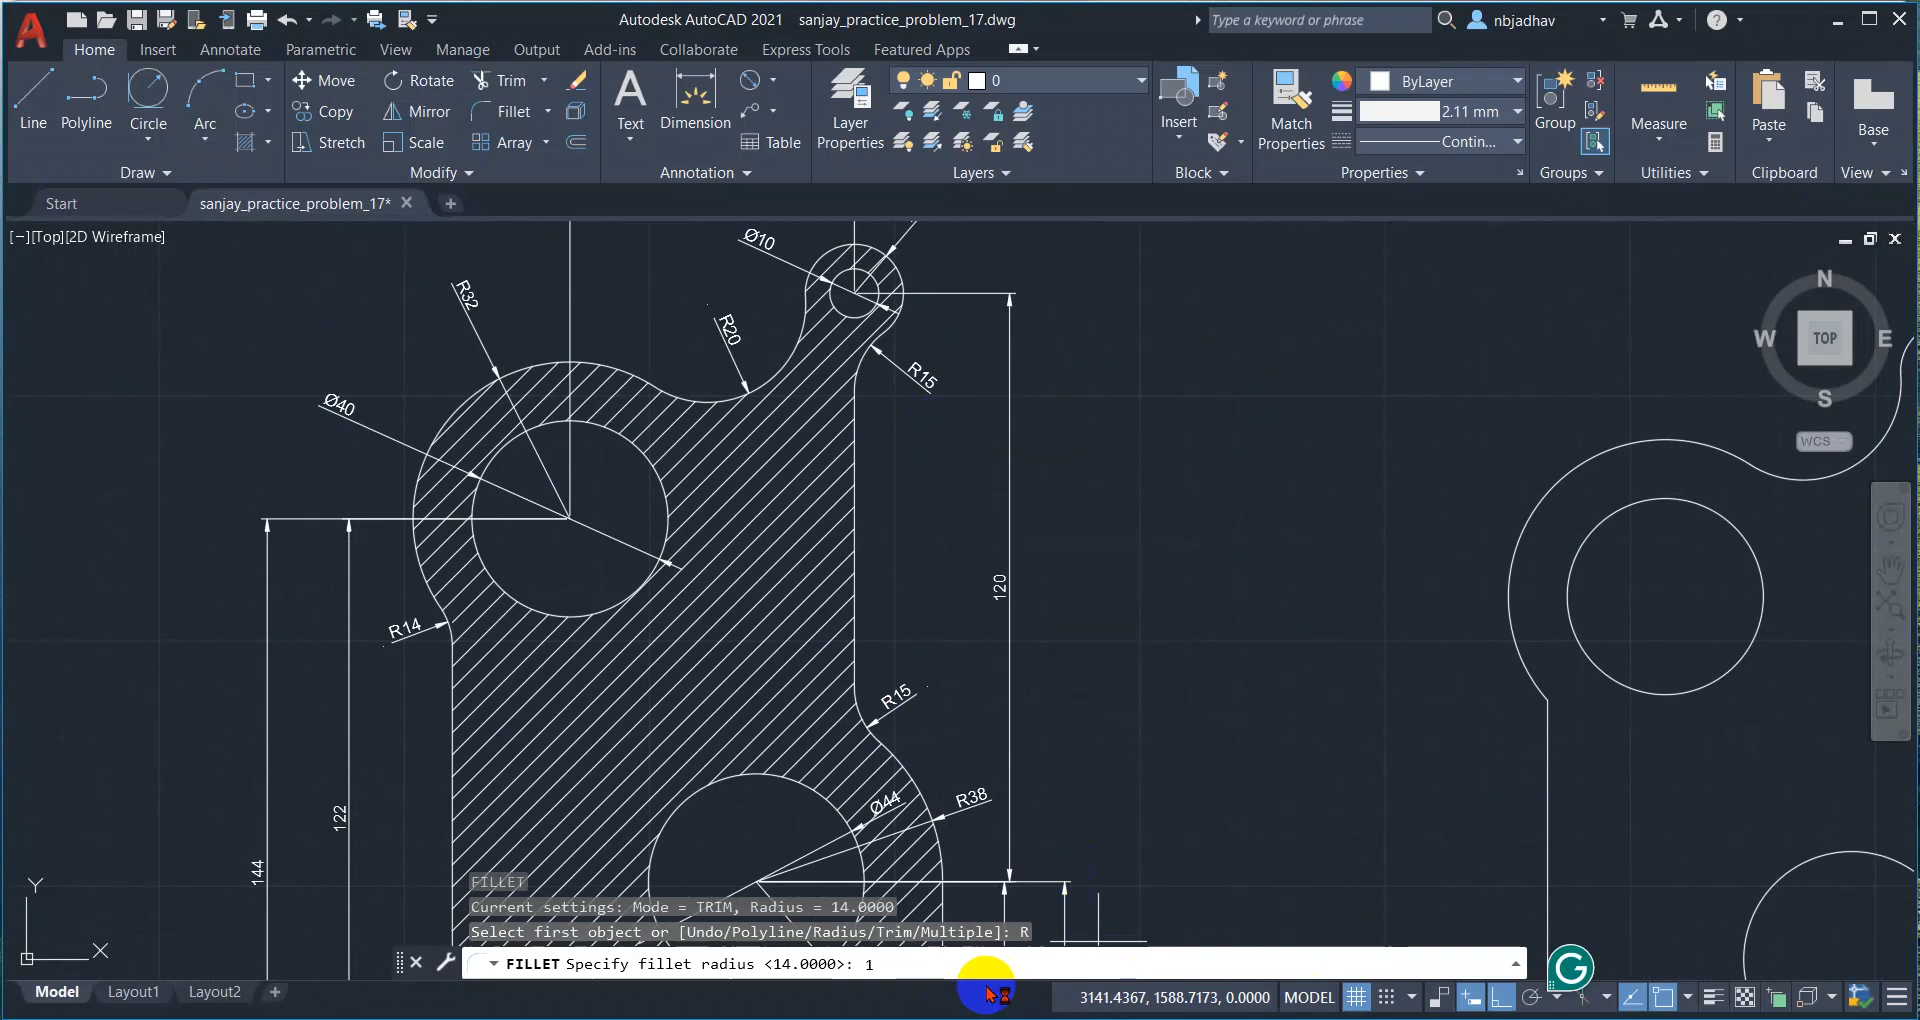 Autodesk AutoCAD 2021 sanjay_practice_problem_17.dwg
Type a keyword or phrase
nbjadhav
Home Insert Annotate Parametric View Manage Output Add-ins Collaborate Express Tools Featured Apps
Line Polyline Circle Arc
Move Rotate Trim
Copy Mirror Fillet
Stretch Scale Array
Text Dimension Table
Layer Properties
0
Insert
Match Properties
ByLayer
2.11 mm
Contin...
Group Measure Paste Base
Draw Modify Annotation Layers Block Properties Groups Utilities Clipboard View
Start sanjay_practice_problem_17*
[−][Top][2D Wireframe]
Ø10
R32
R20
R15
Ø40
120
R14
R15
Ø44
R38
122
144
N
W TOP E
S
WCS
Y
X
FILLET
Current settings: Mode = TRIM, Radius = 14.0000
Select first object or [Undo/Polyline/Radius/Trim/Multiple]: R
FILLET Specify fillet radius <14.0000>: 1
G
Model Layout1 Layout2
3141.4367, 1588.7173, 0.0000 MODEL